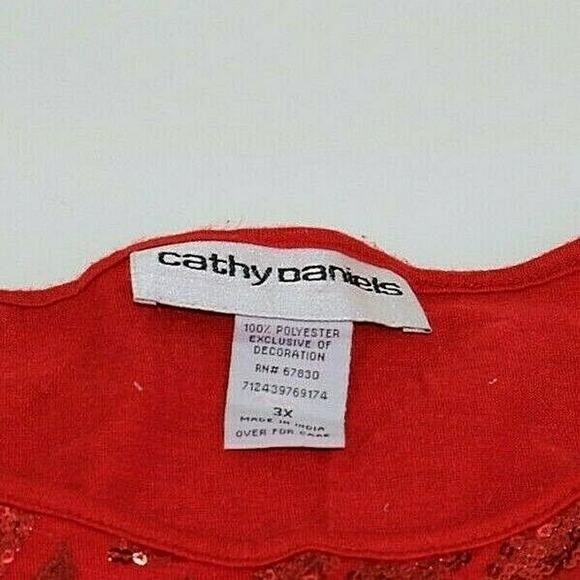 cathy Daniels
100% POLYESTER
EXCLUSIVE OF
DECORATION
RN# 67830
712439769174
3X
MADE IN INDIA
OVER FOR CARE